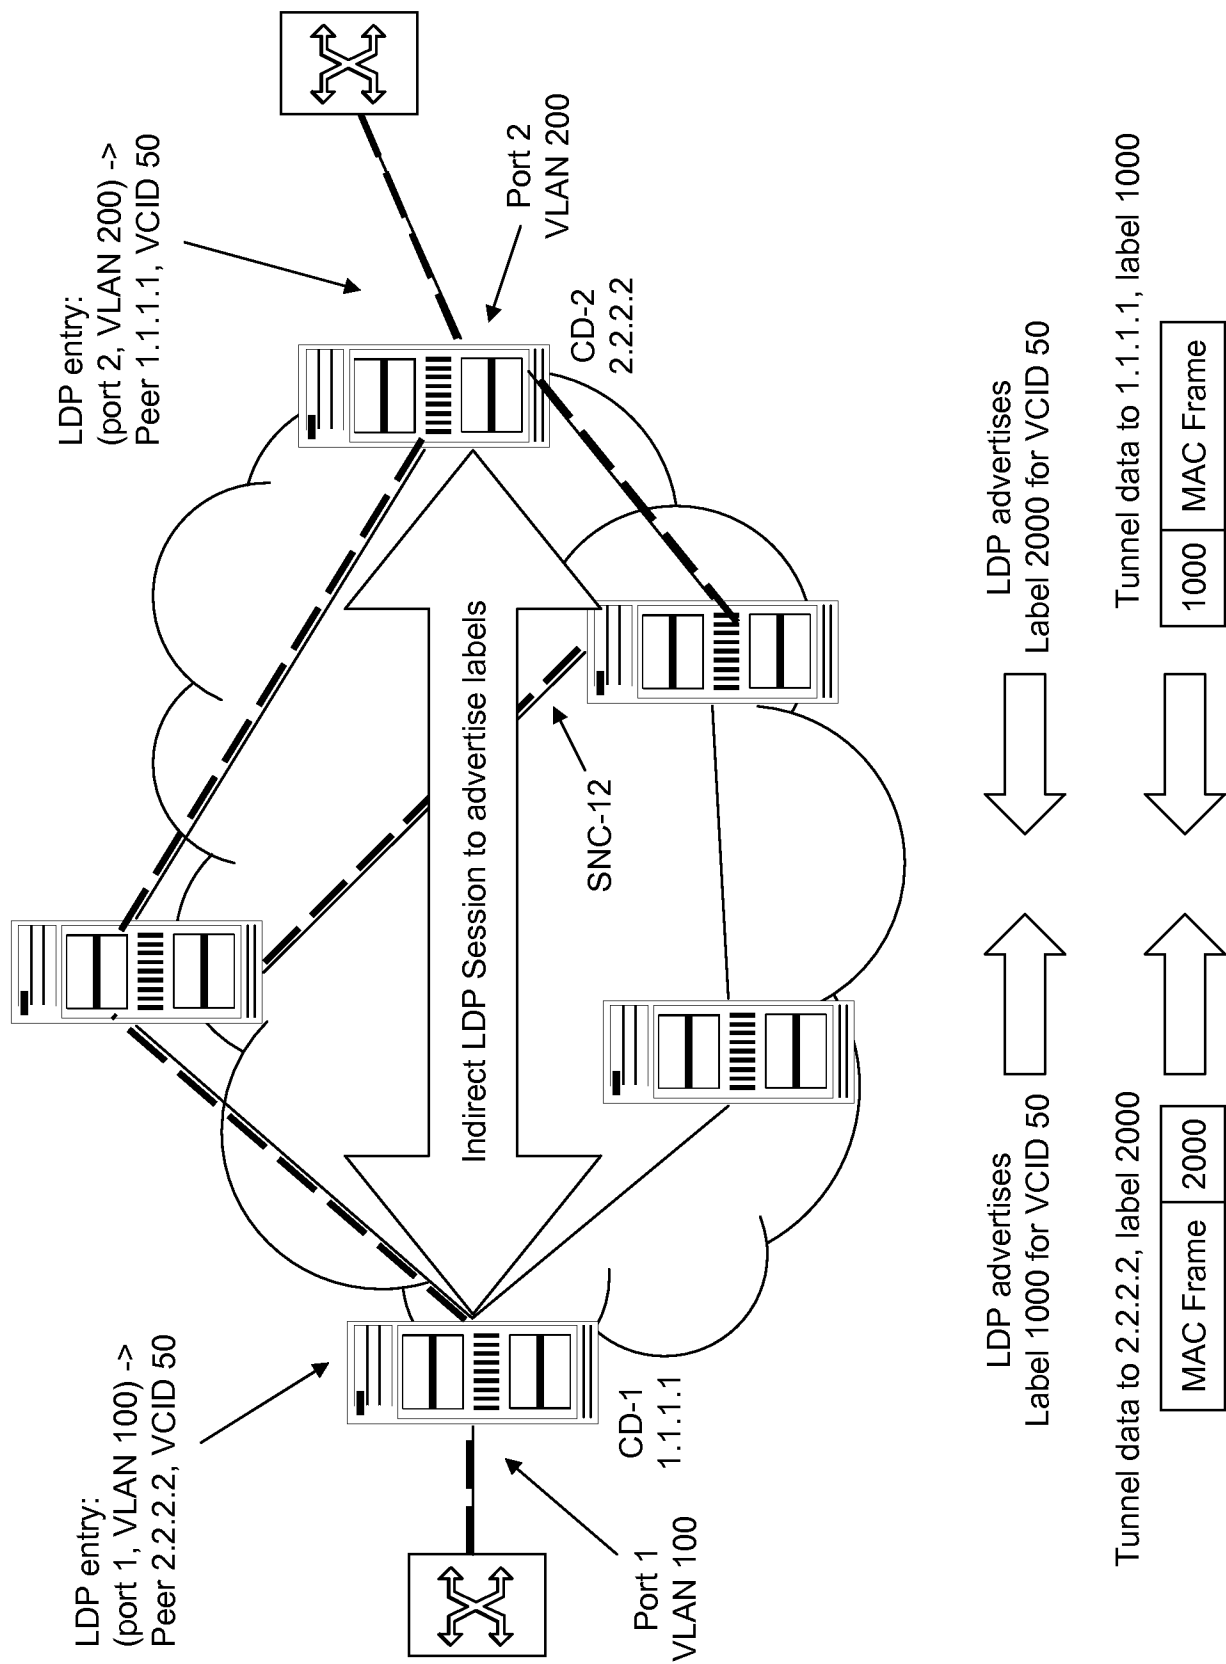 LDP entry:
(port 1, VLAN 100) ->
Peer 2.2.2.2, VCID 50
LDP entry:
(port 2, VLAN 200) ->
Peer 1.1.1.1, VCID 50
Indirect LDP Session to advertise labels
SNC-12
Port 1
VLAN 100
CD-1
1.1.1.1
CD-2
2.2.2.2
Port 2
VLAN 200
LDP advertises
Label 1000 for VCID 50
LDP advertises
Label 2000 for VCID 50
Tunnel data to 2.2.2.2, label 2000
MAC Frame 2000
Tunnel data to 1.1.1.1, label 1000
1000 MAC Frame